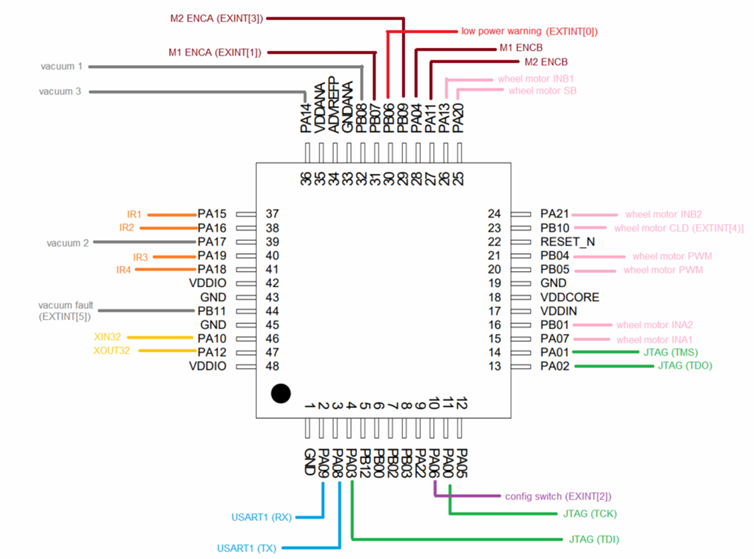 M2 ENCA (EXINT[3])
low power warning (EXTINT[0])
M1 ENCA (EXINT[1])
M1 ENCB
M2 ENCB
vacuum 1
wheel motor INB1
vacuum 3
wheel motor SB
PA14
VDDANA
ADVREFP
GNDANA
PB08
PB07
PB06
PB09
PA04
PA11
PA13
PA20
36
35
34
33
32
31
30
29
28
27
26
25
IR1 PA15 37
24 PA21 wheel motor INB2
IR2 PA16 38
23 PB10 wheel motor CLD (EXTINT[4])
vacuum 2 PA17 39
22 RESET_N
IR3 PA19 40
21 PB04 wheel motor PWM
IR4 PA18 41
20 PB05 wheel motor PWM
VDDIO 42
19 GND
GND 43
18 VDDCORE
vacuum fault
(EXTINT[5])
PB11 44
17 VDDIN
GND 45
16 PB01 wheel motor INA2
XIN32 PA10 46
15 PA07 wheel motor INA1
XOUT32 PA12 47
14 PA01 JTAG (TMS)
VDDIO 48
13 PA02 JTAG (TDO)
1
2
3
4
5
6
7
8
9
10
11
12
GND
PA09
PA08
PA03
PB12
PB00
PB02
PB03
PA22
PA06
PA00
PA05
config switch (EXINT[2])
USART1 (RX)
JTAG (TCK)
JTAG (TDI)
USART1 (TX)